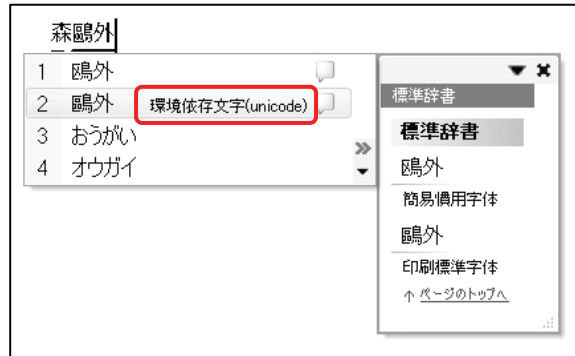 森鷗外
1 鴎外
2 鷗外 環境依存文字(unicode)
3 おうがい
4 オウガイ
標準辞書
標準辞書
鴎外
簡易慣用字体
鷗外
印刷標準字体
↑ ページのトップへ